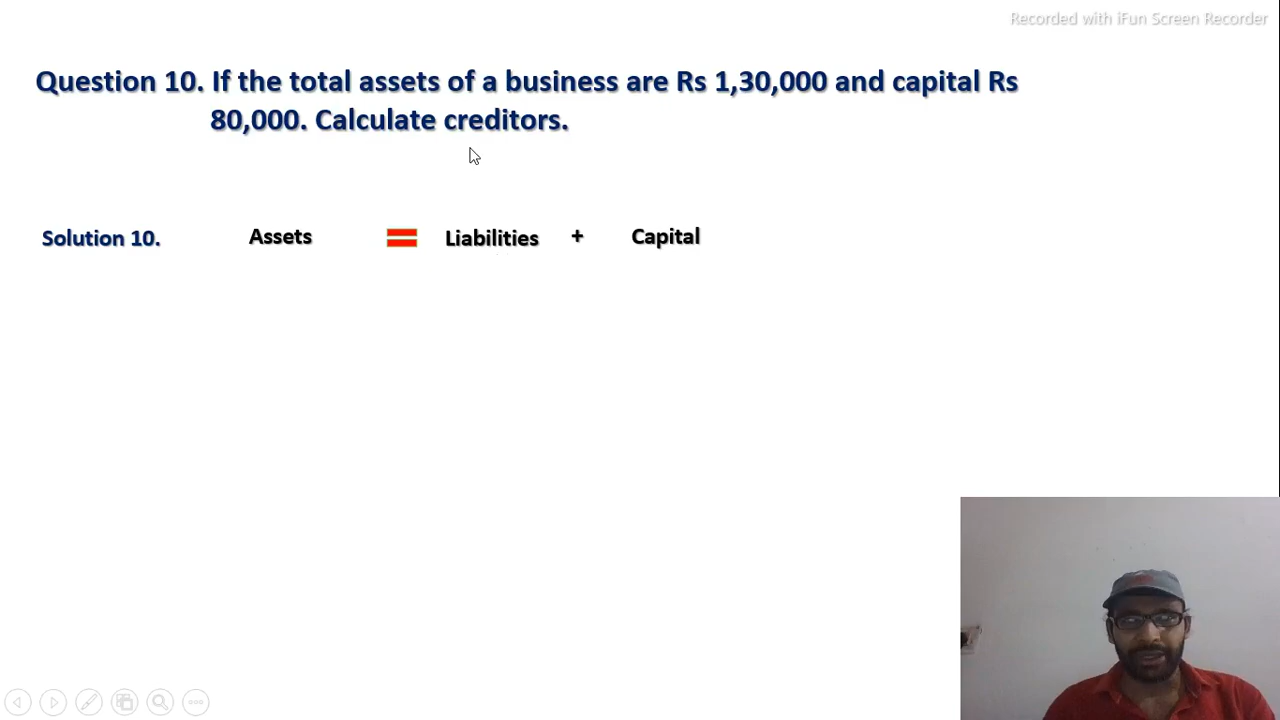 Recorded with iFun Screen Recorder
Question 10. If the total assets of a business are Rs 1,30,000 and capital Rs
80,000. Calculate creditors.
Solution 10. Assets = Liabilities + Capital